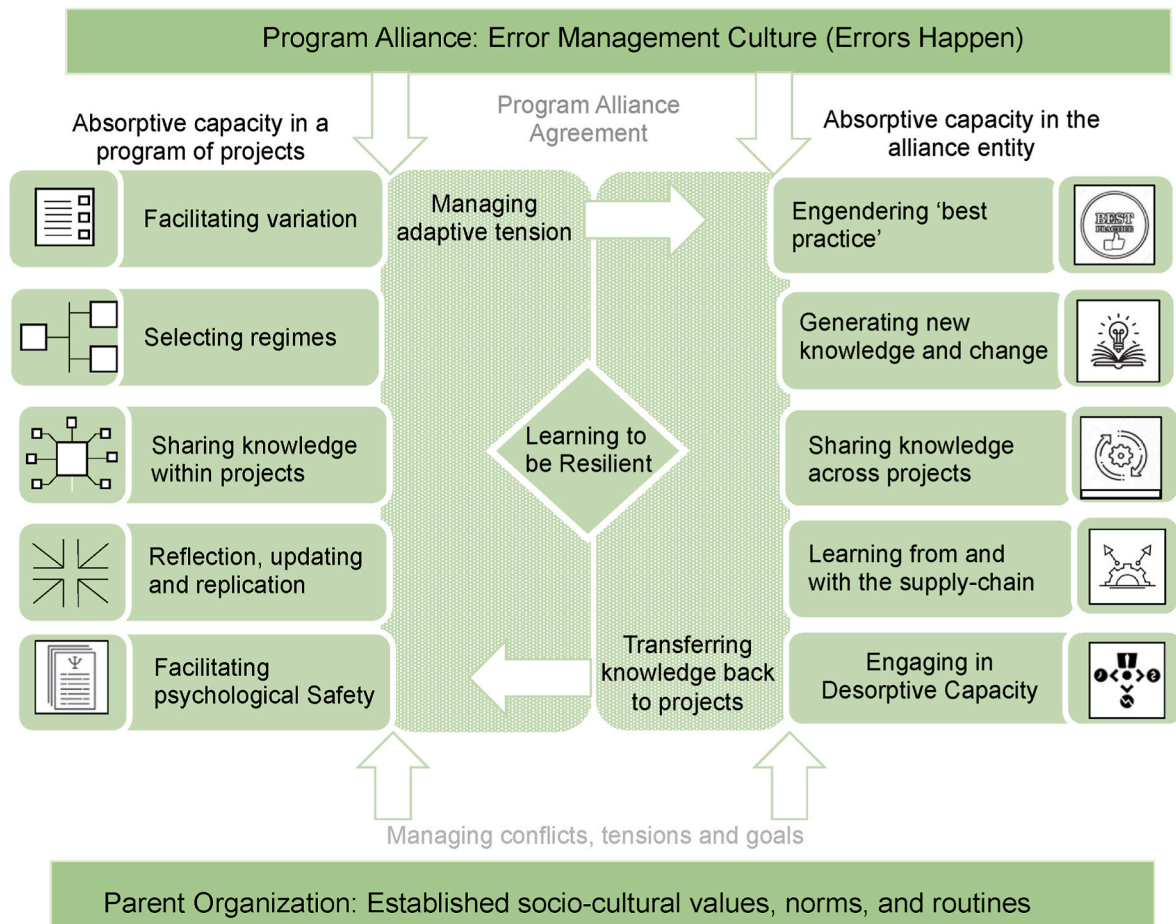 Program Alliance: Error Management Culture (Errors Happen)
Program Alliance
Agreement
Absorptive capacity in a
program of projects
Absorptive capacity in the
alliance entity
Facilitating variation
Managing
adaptive tension
Engendering ‘best
practice’
BEST
PRACTICE
Selecting regimes
Generating new
knowledge and change
Sharing knowledge
within projects
Learning to
be Resilient
Sharing knowledge
across projects
Reflection, updating
and replication
Learning from and
with the supply-chain
Ψ
Facilitating
psychological Safety
Transferring
knowledge back
to projects
Engaging in
Desorptive Capacity
Managing conflicts, tensions and goals
Parent Organization: Established socio-cultural values, norms, and routines